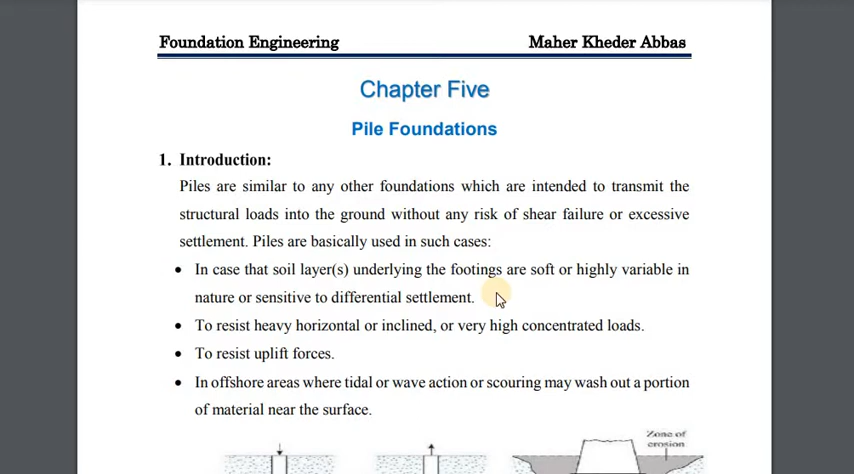 Foundation Engineering Maher Kheder Abbas
Chapter Five
Pile Foundations
1. Introduction:
Piles are similar to any other foundations which are intended to transmit the
structural loads into the ground without any risk of shear failure or excessive
settlement. Piles are basically used in such cases:
• In case that soil layer(s) underlying the footings are soft or highly variable in
nature or sensitive to differential settlement.
• To resist heavy horizontal or inclined, or very high concentrated loads.
• To resist uplift forces.
• In offshore areas where tidal or wave action or scouring may wash out a portion
of material near the surface.
Zone of
erosion